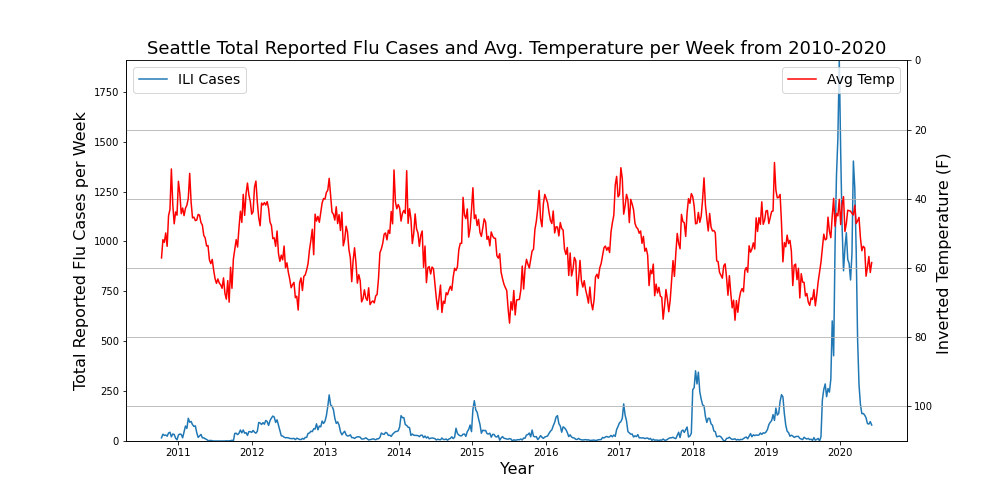 Seattle Total Reported Flu Cases and Avg. Temperature per Week from 2010-2020
ILI Cases
Avg Temp
Total Reported Flu Cases per Week
1750
1500
1250
1000
750
500
250
0
0
20
40
60
80
100
Inverted Temperature (F)
2011 2012 2013 2014 2015 2016 2017 2018 2019 2020
Year